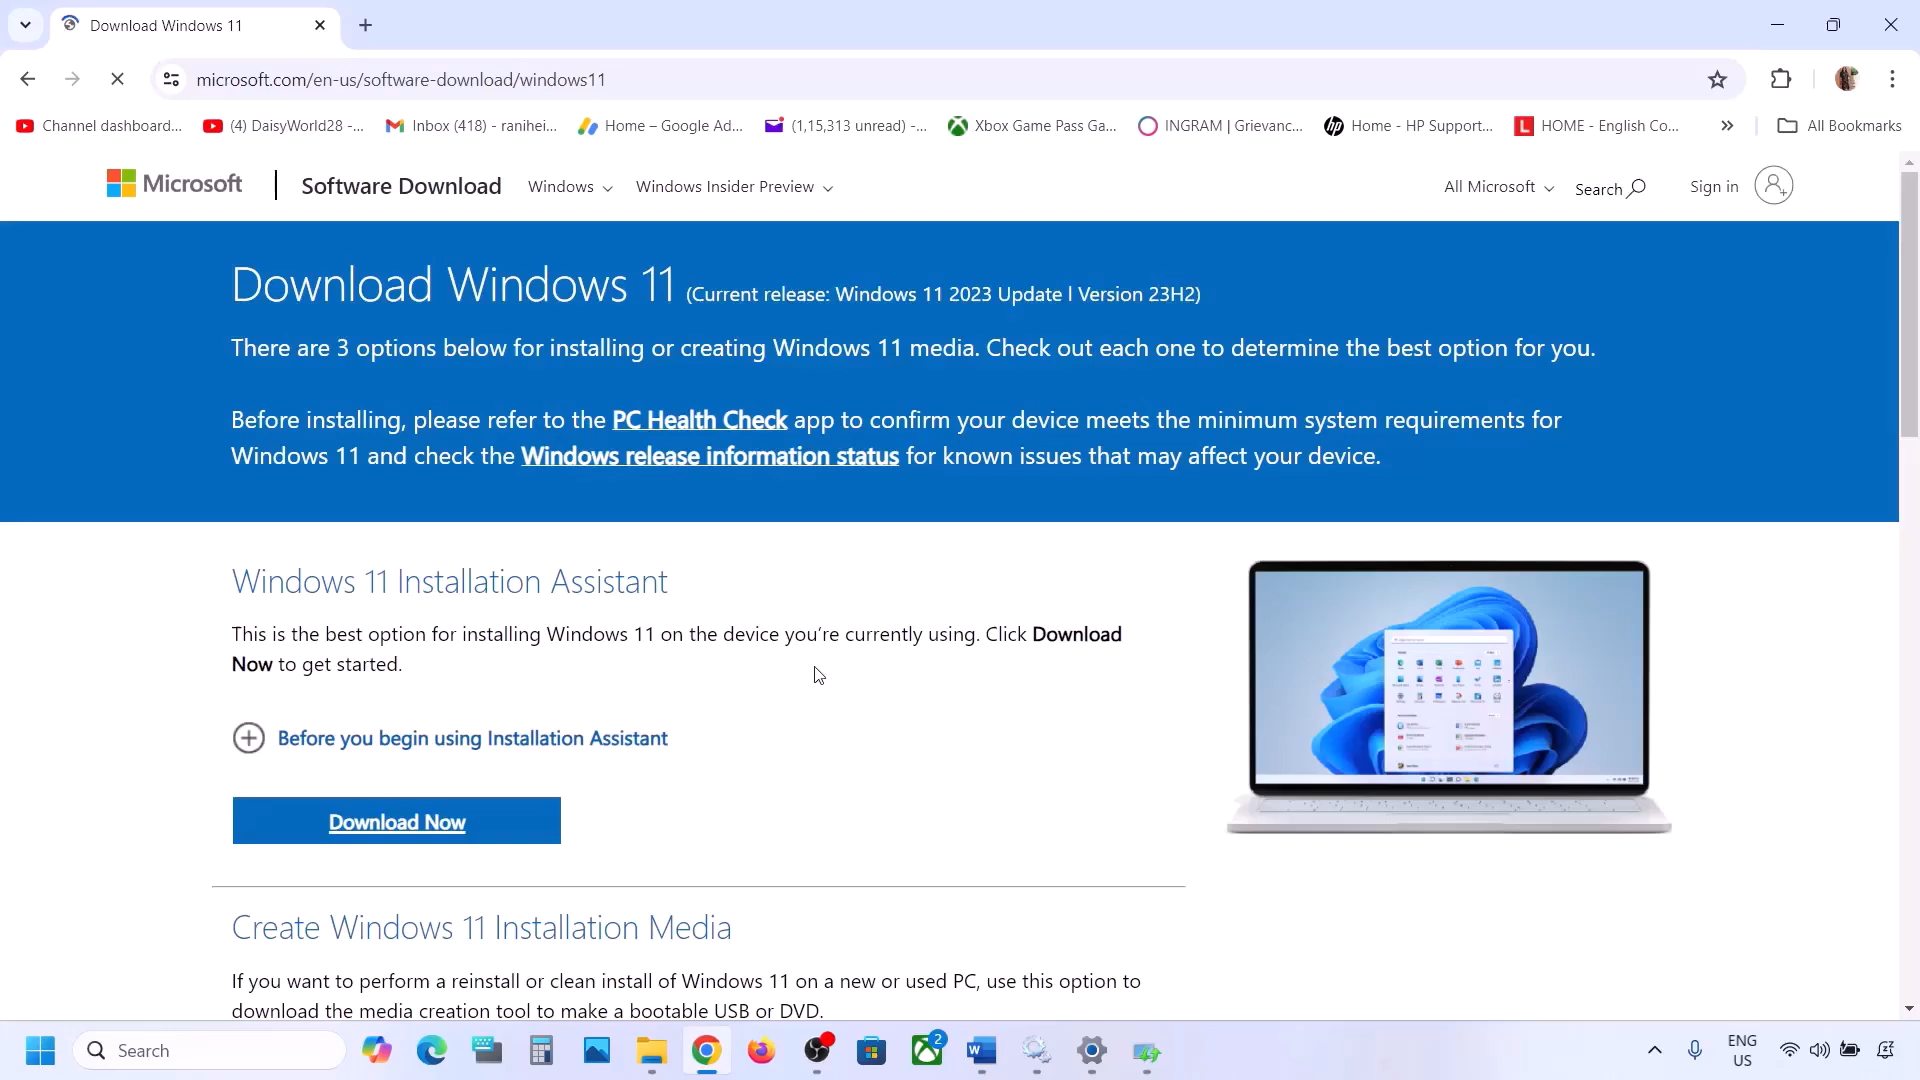 Download Windows 11
microsoft.com/en-us/software-download/windows11
Channel dashboard...
(4) DaisyWorld28 -...
Inbox (418) - ranihei...
Home – Google Ad...
(1,15,313 unread) -...
Xbox Game Pass Ga...
INGRAM | Grievanc...
Home - HP Support...
HOME - English Co...
All Bookmarks
Microsoft
Software Download
Windows
Windows Insider Preview
All Microsoft
Search
Sign in
Download Windows 11 (Current release: Windows 11 2023 Update l Version 23H2)
There are 3 options below for installing or creating Windows 11 media. Check out each one to determine the best option for you.
Before installing, please refer to the PC Health Check app to confirm your device meets the minimum system requirements for
Windows 11 and check the Windows release information status for known issues that may affect your device.
Windows 11 Installation Assistant
This is the best option for installing Windows 11 on the device you're currently using. Click Download
Now to get started.
Before you begin using Installation Assistant
Download Now
Create Windows 11 Installation Media
If you want to perform a reinstall or clean install of Windows 11 on a new or used PC, use this option to
download the media creation tool to make a bootable USB or DVD.
Search
2
ENG
US